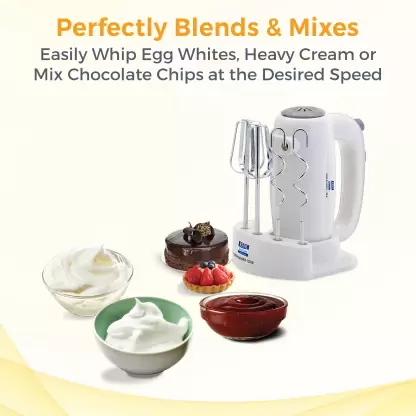 Perfectly Blends & Mixes
Easily Whip Egg Whites, Heavy Cream or
Mix Chocolate Chips at the Desired Speed